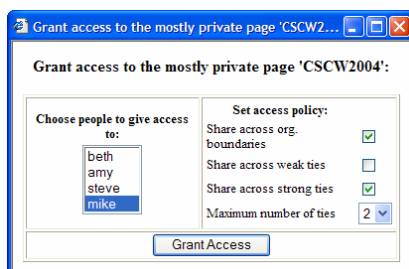 Grant access to the mostly private page 'CSCW2...
Grant access to the mostly private page 'CSCW2004':
Choose people to give access
to:
beth
amy
steve
mike
Set access policy:
Share across org.
boundaries
Share across weak ties
Share across strong ties
Maximum number of ties
2
Grant Access